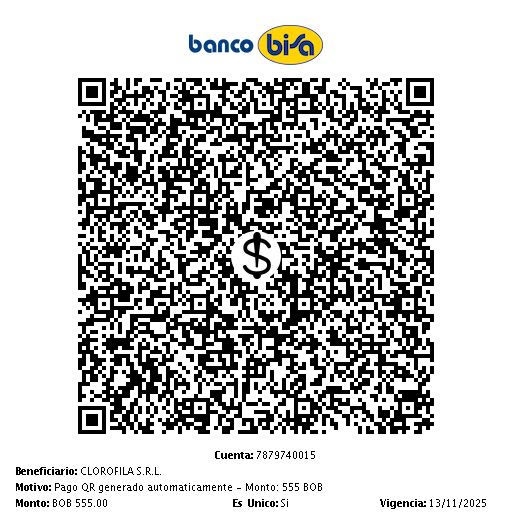 banco bisa
$
Cuenta: 7879740015
Beneficiario: CLOROFILA S.R.L.
Motivo: Pago QR generado automaticamente - Monto: 555 BOB
Monto: BOB 555.00 Es Unico: Si Vigencia: 13/11/2025